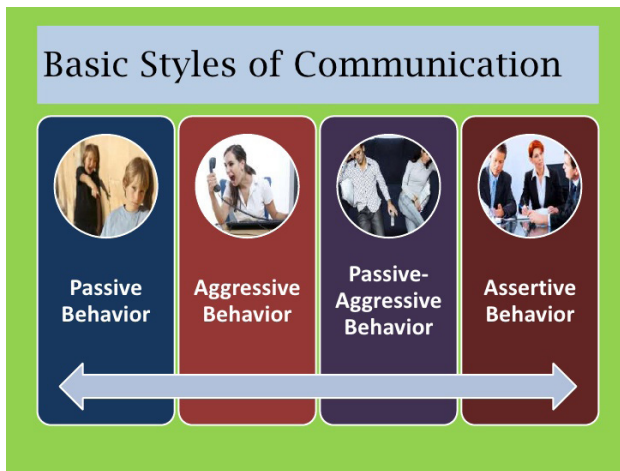 Basic Styles of Communication
Passive
Behavior
Aggressive
Behavior
Passive-
Aggressive
Behavior
Assertive
Behavior